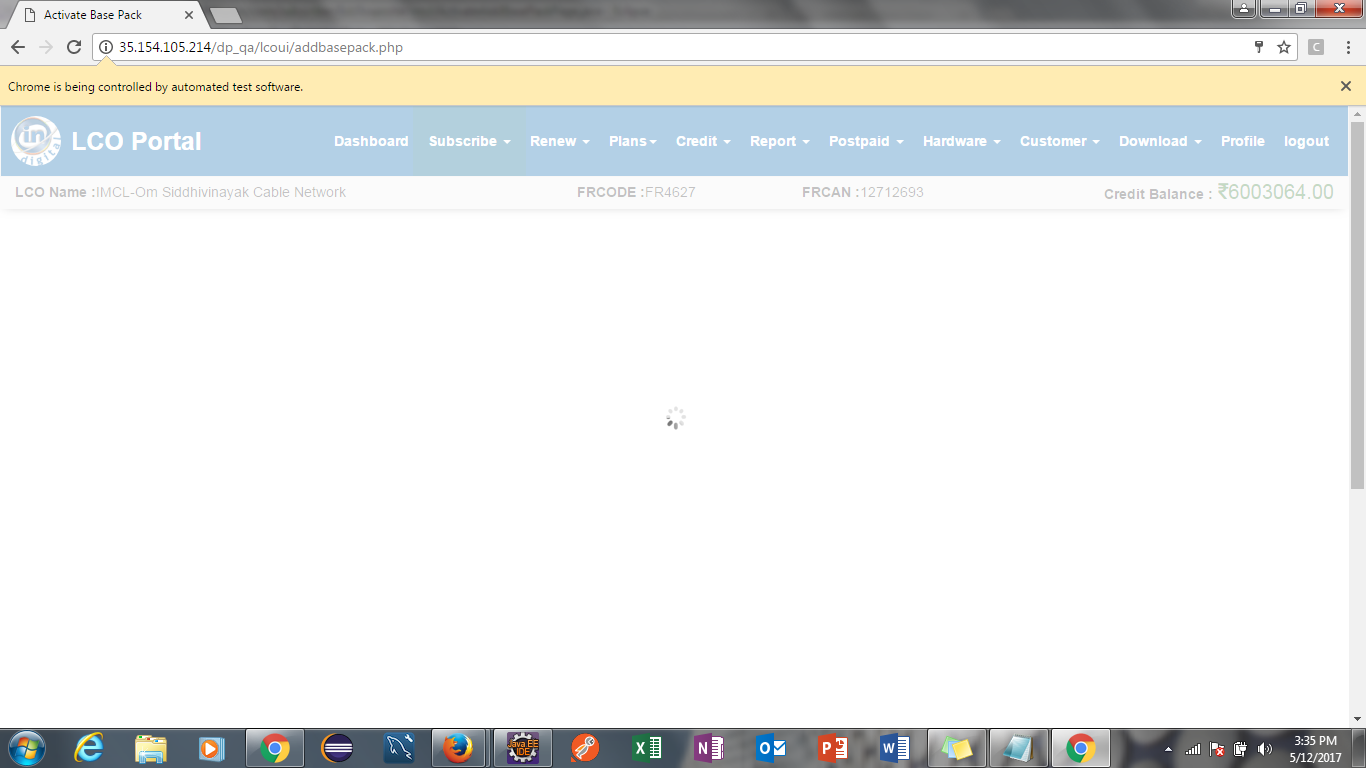 Activate Base Pack
35.154.105.214/dp_qa/lcoui/addbasepack.php
C
Chrome is being controlled by automated test software.
in digital LCO Portal Dashboard Subscribe Renew Plans Credit Report Postpaid Hardware Customer Download Profile logout
LCO Name :IMCL-Om Siddhivinayak Cable Network FRCODE :FR4627 FRCAN :12712693 Credit Balance : ₹6003064.00
Java EE IDE
3:35 PM
5/12/2017